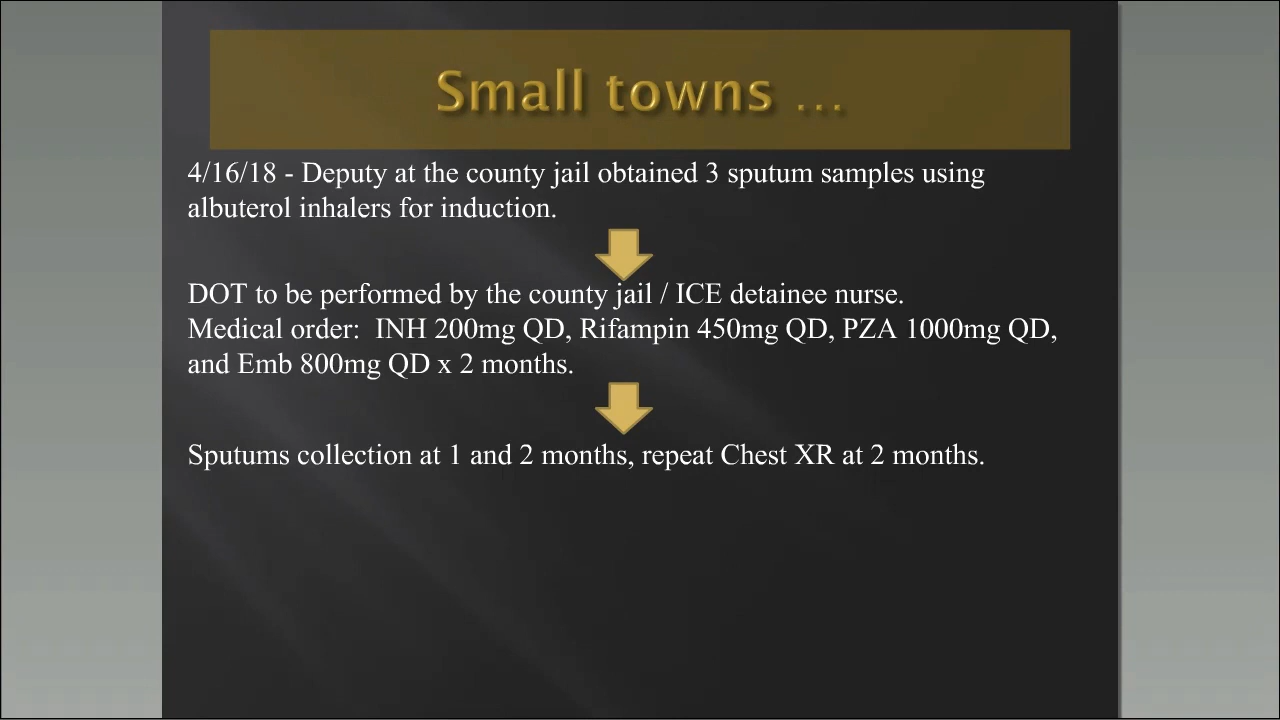 Small towns ...
4/16/18 - Deputy at the county jail obtained 3 sputum samples using
albuterol inhalers for induction.
DOT to be performed by the county jail / ICE detainee nurse.
Medical order:  INH 200mg QD, Rifampin 450mg QD, PZA 1000mg QD,
and Emb 800mg QD x 2 months.
Sputums collection at 1 and 2 months, repeat Chest XR at 2 months.